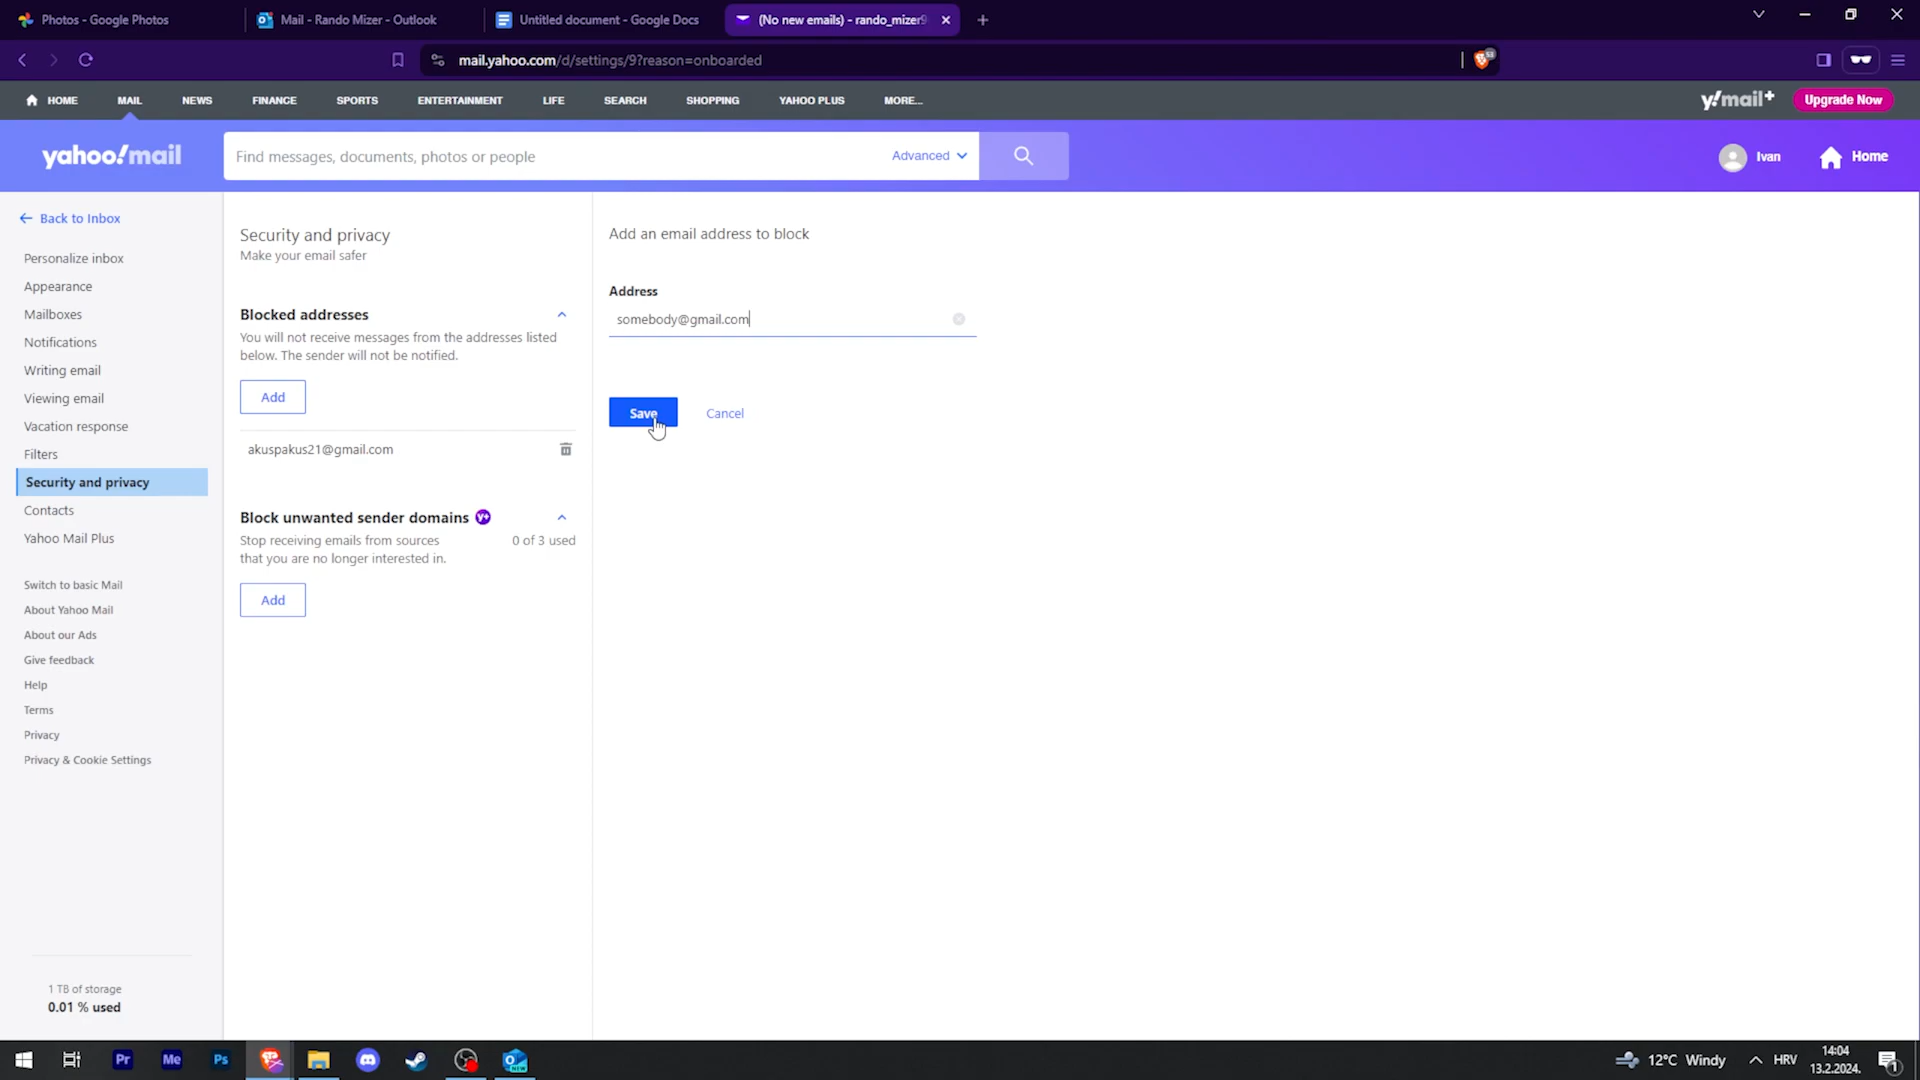 Photos - Google Photos
Mail - Rando Mizer - Outlook
Untitled document - Google Docs
(No new emails) - rando_mizer9
mail.yahoo.com/d/settings/9?reason=onboarded
HOME
MAIL
NEWS
FINANCE
SPORTS
ENTERTAINMENT
LIFE
SEARCH
SHOPPING
YAHOO PLUS
MORE...
y!mail+
Upgrade Now
yahoo!mail
Find messages, documents, photos or people
Advanced
Ivan
Home
Back to Inbox
Personalize inbox
Appearance
Mailboxes
Notifications
Writing email
Viewing email
Vacation response
Filters
Security and privacy
Contacts
Yahoo Mail Plus
Switch to basic Mail
About Yahoo Mail
About our Ads
Give feedback
Help
Terms
Privacy
Privacy & Cookie Settings
1 TB of storage
0.01 % used
Security and privacy
Make your email safer
Blocked addresses
You will not receive messages from the addresses listed
below. The sender will not be notified.
Add
akuspakus21@gmail.com
Block unwanted sender domains
Y+
Stop receiving emails from sources
that you are no longer interested in.
0 of 3 used
Add
Add an email address to block
Address
somebody@gmail.com
Save
Cancel
Pr
Me
Ps
NEW
12°C Windy
HRV
14:04
13.2.2024.
1